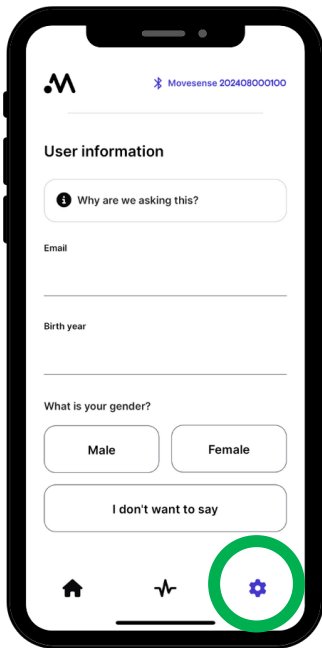 Movesense 202408000100
User information
Why are we asking this?
Email
Birth year
What is your gender?
Male
Female
I don't want to say